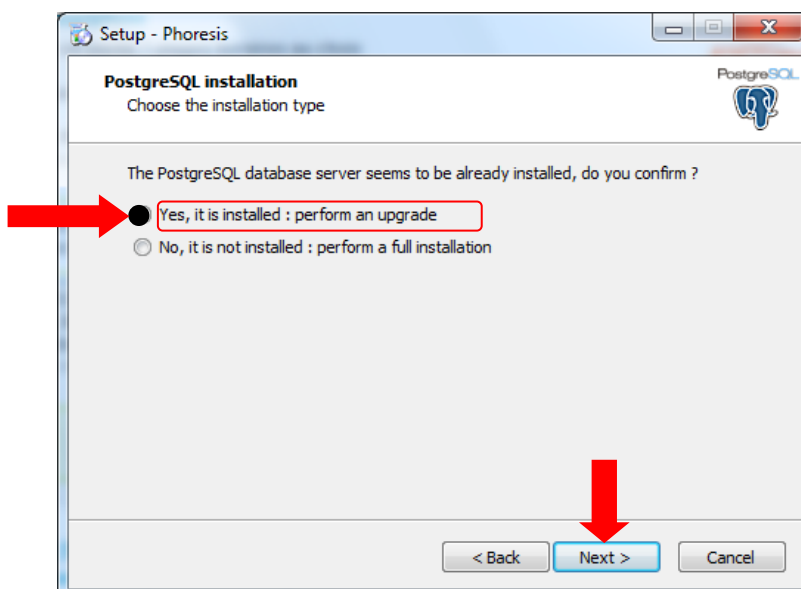 Setup - Phoresis
PostgreSQL installation
Choose the installation type
PostgreSQL
The PostgreSQL database server seems to be already installed, do you confirm ?
Yes, it is installed : perform an upgrade
No, it is not installed : perform a full installation
< Back
Next >
Cancel